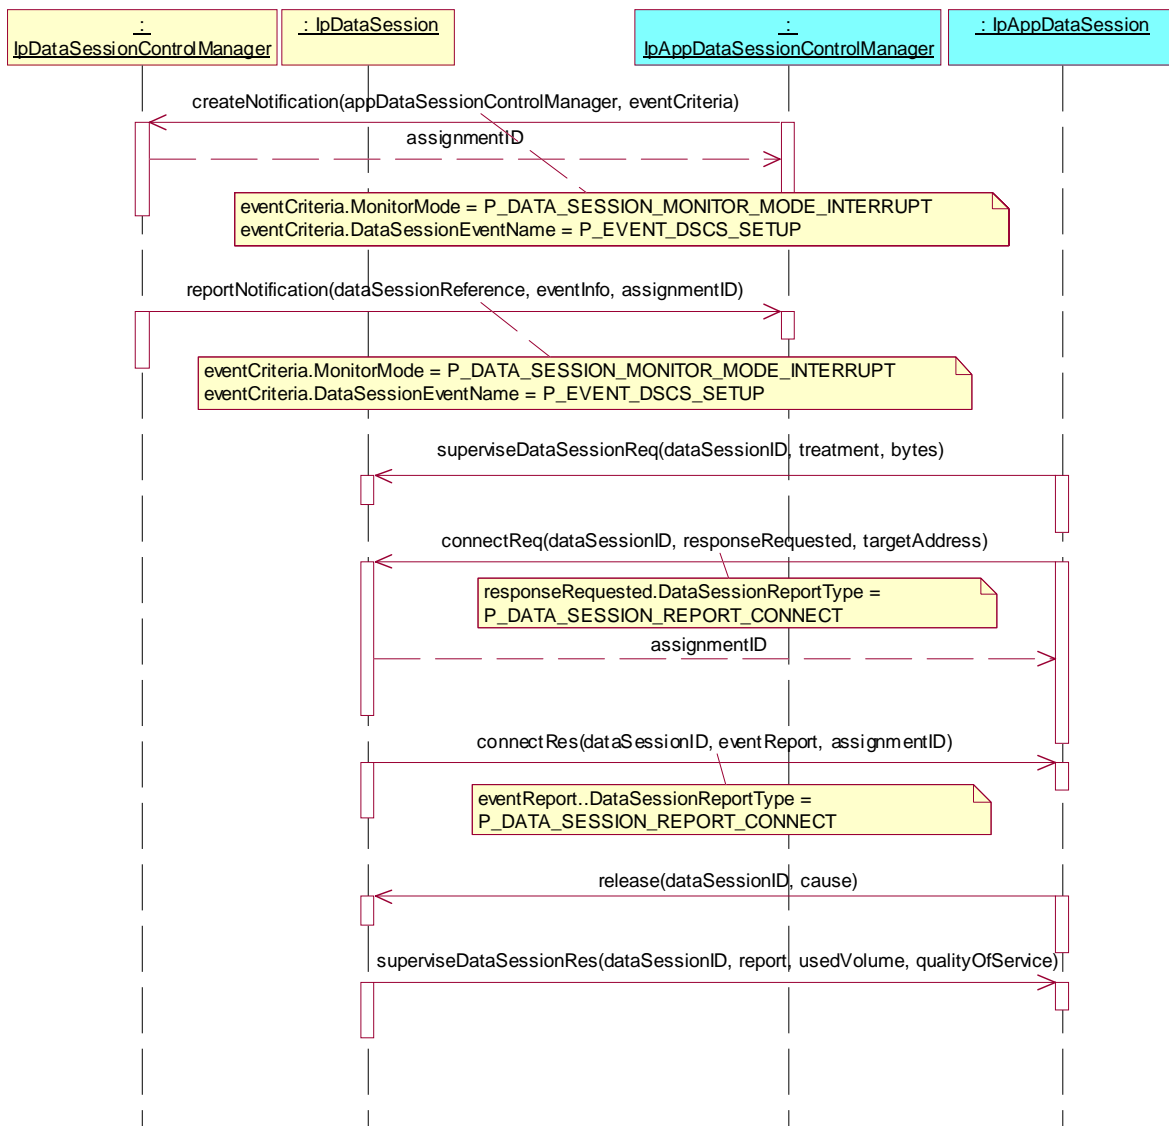 :
IpDataSessionControlManager
: IpDataSession
:
IpAppDataSessionControlManager
: IpAppDataSession
createNotification(appDataSessionControlManager, eventCriteria)
assignmentID
eventCriteria.MonitorMode = P_DATA_SESSION_MONITOR_MODE_INTERRUPT
eventCriteria.DataSessionEventName = P_EVENT_DSCS_SETUP
reportNotification(dataSessionReference, eventInfo, assignmentID)
eventCriteria.MonitorMode = P_DATA_SESSION_MONITOR_MODE_INTERRUPT
eventCriteria.DataSessionEventName = P_EVENT_DSCS_SETUP
superviseDataSessionReq(dataSessionID, treatment, bytes)
connectReq(dataSessionID, responseRequested, targetAddress)
responseRequested.DataSessionReportType =
P_DATA_SESSION_REPORT_CONNECT
assignmentID
connectRes(dataSessionID, eventReport, assignmentID)
eventReport..DataSessionReportType =
P_DATA_SESSION_REPORT_CONNECT
release(dataSessionID, cause)
superviseDataSessionRes(dataSessionID, report, usedVolume, qualityOfService)